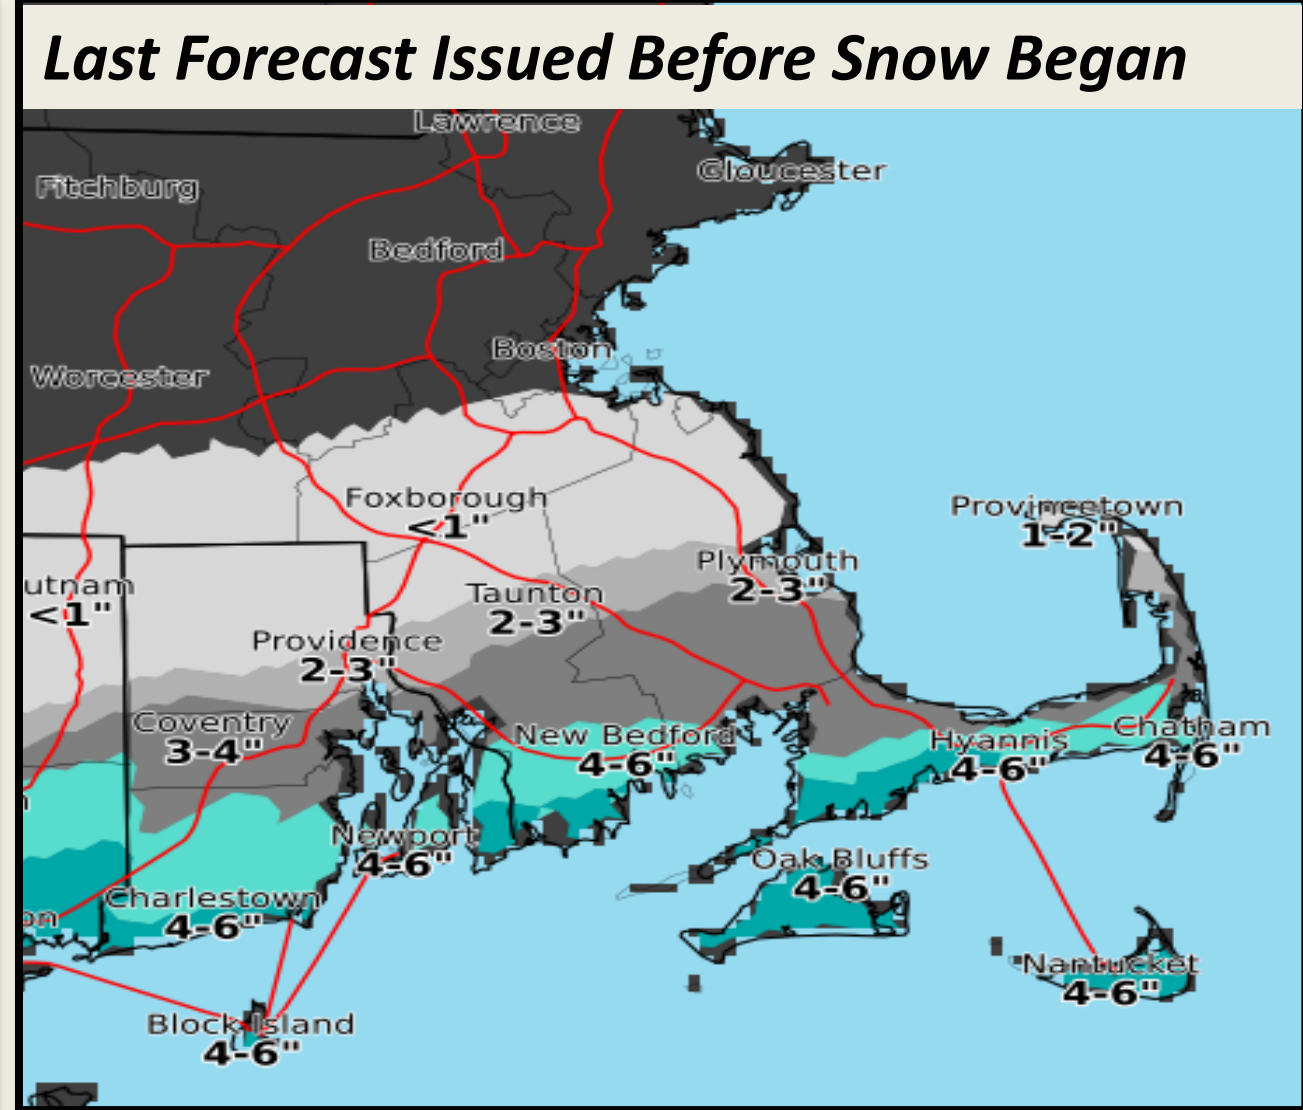 Last Forecast Issued Before Snow Began
Lawrence
Gloucester
Fitchburg
Bedford
Boston
Worcester
Foxborough
<1"
Provincetown
1-2"
Plymouth
2-3"
utnam
<1"
Taunton
2-3"
Providence
2-3"
Coventry
3-4"
New Bedford
4-6"
Hyannis
4-6"
Chatham
4-6"
Newport
4-6"
Oak Bluffs
4-6"
Charlestown
4-6"
on
Nantucket
4-6"
Block Island
4-6"